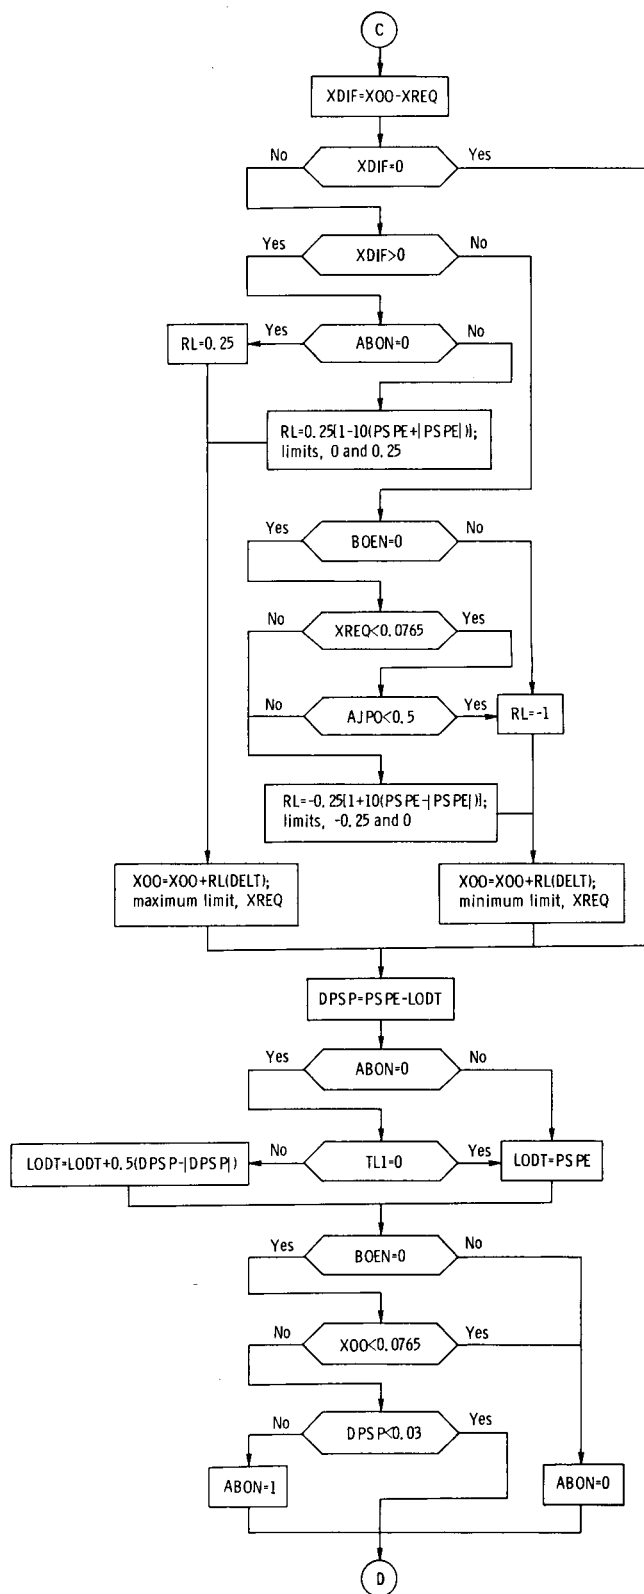 C
XDIF=XOO-XREQ
No
XDIF=0
Yes
Yes
XDIF>0
No
RL=0.25
Yes
ABON=0
No
RL=0.25[1-10(PSPE+|PSPE|)];
limits, 0 and 0.25
Yes
BOEN=0
No
No
XREQ<0.0765
Yes
No
AJPO<0.5
Yes
RL=-1
RL=-0.25[1+10(PSPE-|PSPE|)];
limits, -0.25 and 0
XOO=XOO+RL(DELT);
maximum limit, XREQ
XOO=XOO+RL(DELT);
minimum limit, XREQ
DPSP=PSPE-LODT
Yes
ABON=0
No
LODT=LODT+0.5(DPSP-|DPSP|)
No
TL1=0
Yes
LODT=PSPE
Yes
BOEN=0
No
No
XOO<0.0765
Yes
No
DPSP<0.03
Yes
ABON=1
ABON=0
D